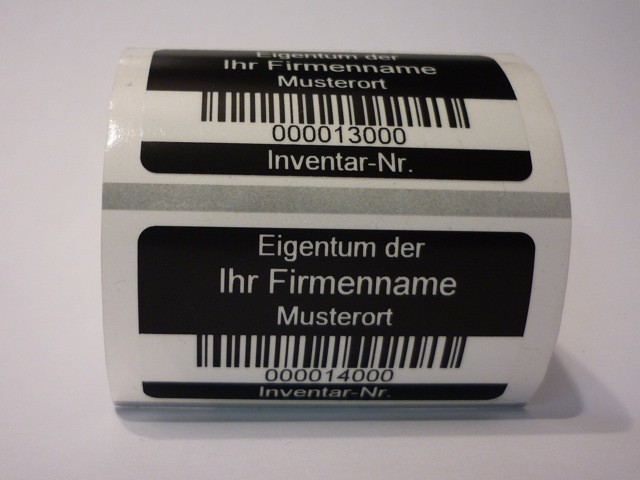 Eigentum der
Ihr Firmenname
Musterort
000013000
Inventar-Nr.
Eigentum der
Ihr Firmenname
Musterort
000014000
Inventar-Nr.